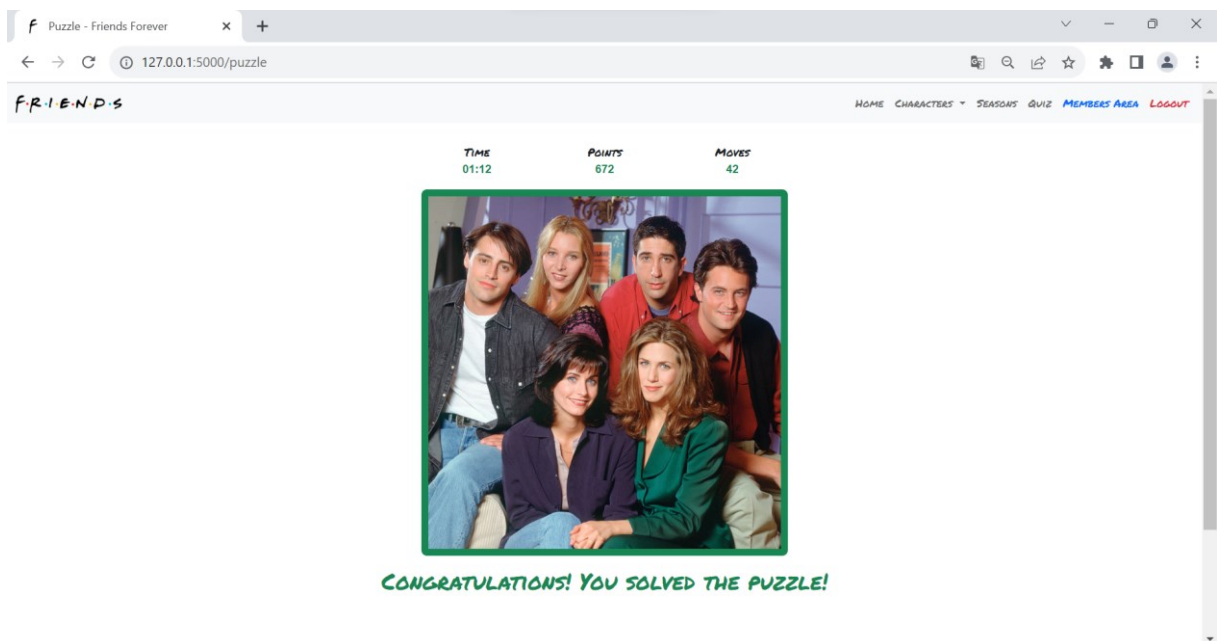 Puzzle - Friends Forever
127.0.0.1:5000/puzzle
F·R·I·E·N·D·S
HOME CHARACTERS SEASONS QUIZ MEMBERS AREA LOGOUT
TIME POINTS MOVES
01:12 672 42
CONGRATULATIONS! YOU SOLVED THE PUZZLE!